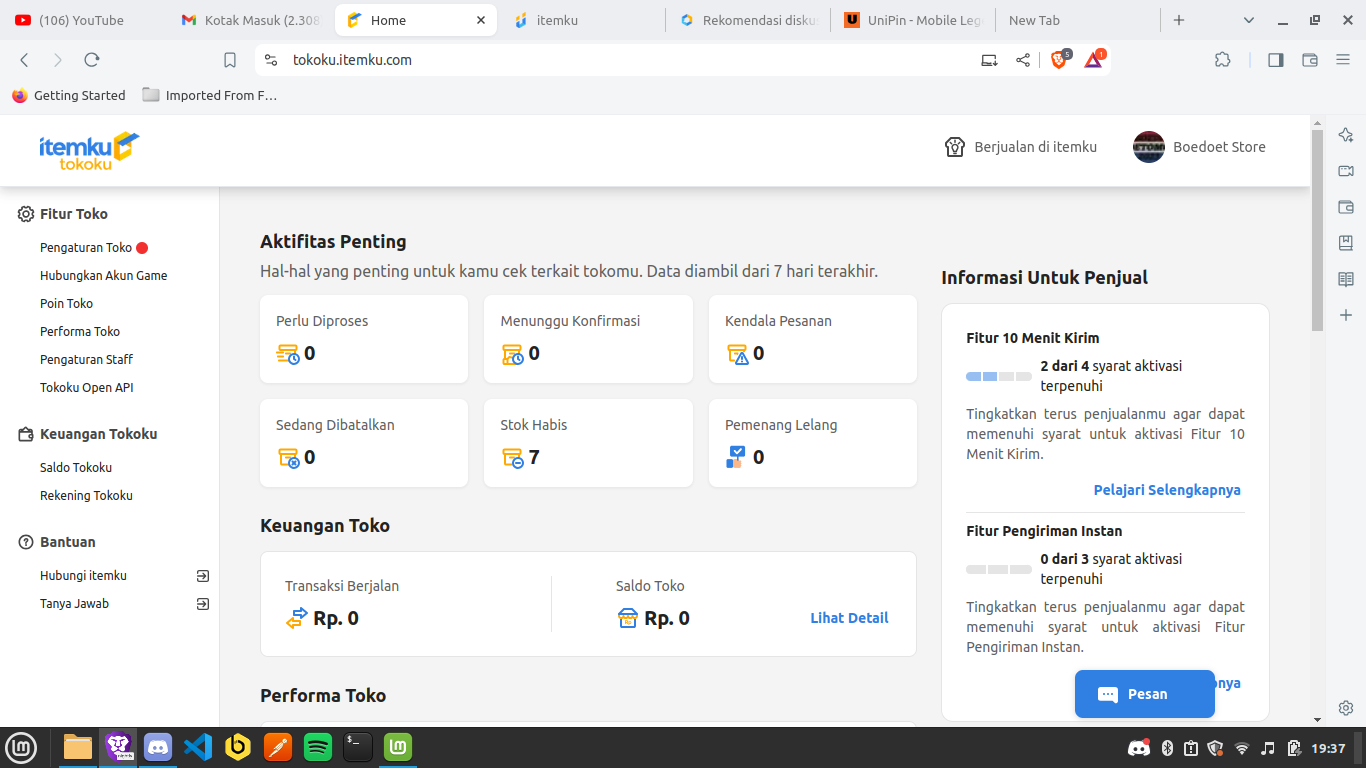 (106) YouTube
Kotak Masuk (2.308
Home
itemku
Rekomendasi disku
UniPin - Mobile Leg
New Tab
tokoku.itemku.com
5
1
Getting Started
Imported From F…
itemku
tokoku
Berjualan di itemku
Boedoet Store
Fitur Toko
Pengaturan Toko
Hubungkan Akun Game
Poin Toko
Performa Toko
Pengaturan Staff
Tokoku Open API
Keuangan Tokoku
Saldo Tokoku
Rekening Tokoku
Bantuan
Hubungi itemku
Tanya Jawab
Aktifitas Penting
Hal-hal yang penting untuk kamu cek terkait tokomu. Data diambil dari 7 hari terakhir.
Perlu Diproses
0
Menunggu Konfirmasi
0
Kendala Pesanan
0
Sedang Dibatalkan
0
Stok Habis
7
Pemenang Lelang
0
Keuangan Toko
Transaksi Berjalan
Rp. 0
Saldo Toko
Rp. 0
Lihat Detail
Performa Toko
Informasi Untuk Penjual
Fitur 10 Menit Kirim
2 dari 4 syarat aktivasi
terpenuhi
Tingkatkan terus penjualanmu agar dapat
memenuhi syarat untuk aktivasi Fitur 10
Menit Kirim.
Pelajari Selengkapnya
Fitur Pengiriman Instan
0 dari 3 syarat aktivasi
terpenuhi
Tingkatkan terus penjualanmu agar dapat
memenuhi syarat untuk aktivasi Fitur
Pengiriman Instan.
nya
Pesan
19:37